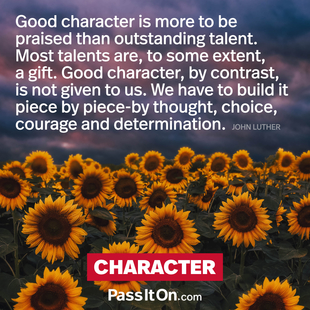 Good character is more to be
praised than outstanding talent.
Most talents are, to some extent,
a gift. Good character, by contrast,
is not given to us. We have to build it
piece by piece-by thought, choice,
courage and determination. JOHN LUTHER
CHARACTER
PassItOn.com